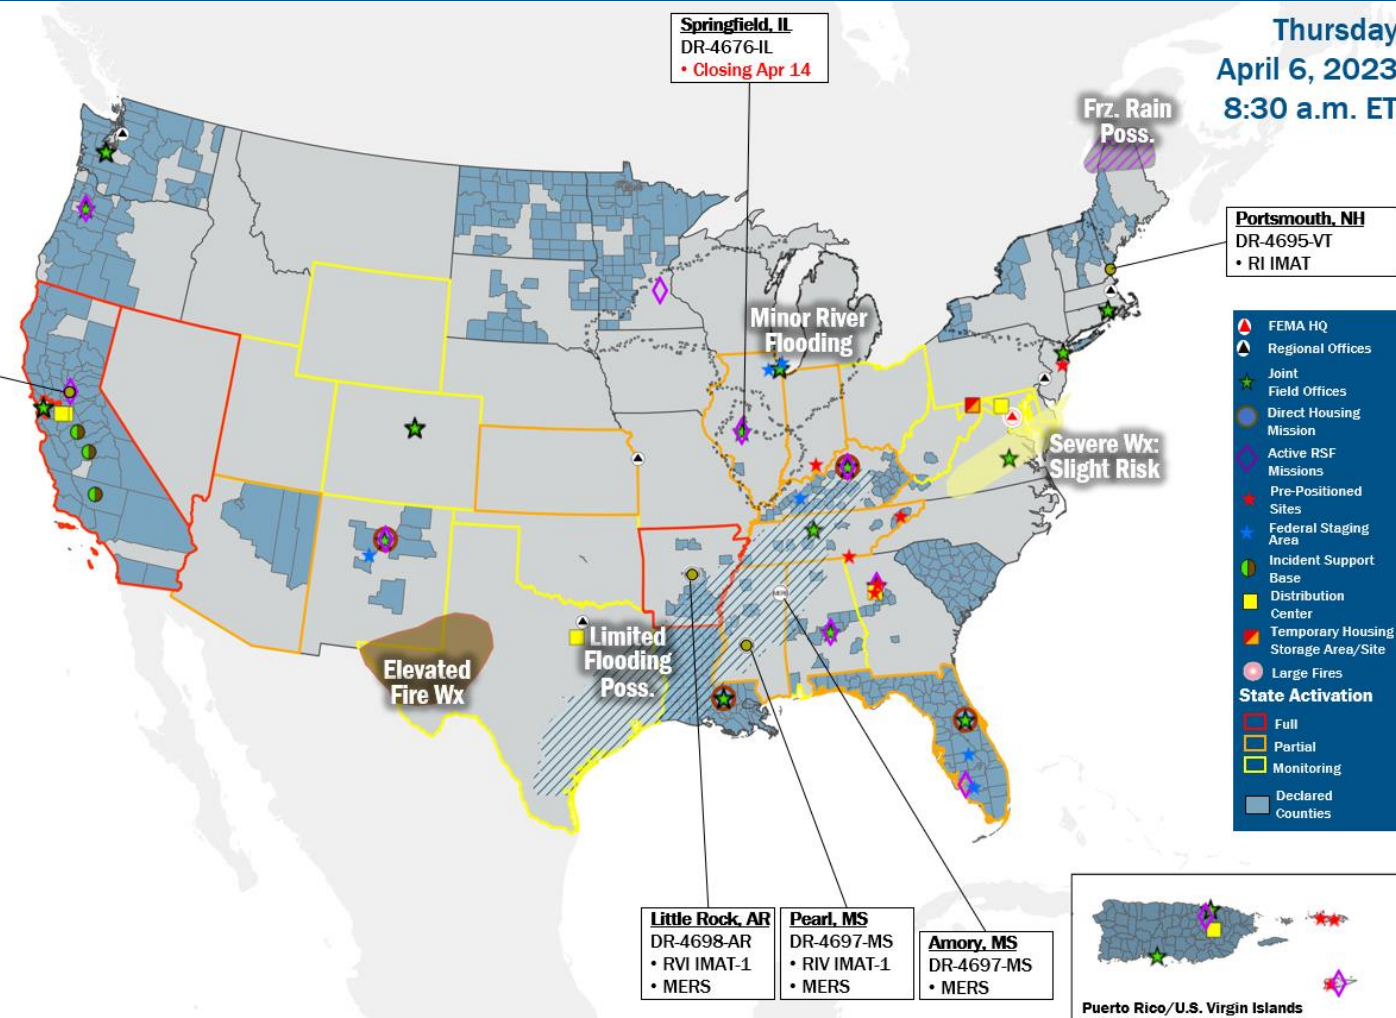 Thursday
April 6, 2023
8:30 a.m. ET
Springfield, IL
DR-4676-IL
• Closing Apr 14
Frz. Rain
Poss.
Portsmouth, NH
DR-4695-VT
• RI IMAT
Minor River
Flooding
Severe Wx:
Slight Risk
Elevated
Fire Wx
Limited
Flooding
Poss.
MERS
FEMA HQ
Regional Offices
Joint
Field Offices
Direct Housing
Mission
Active RSF
Missions
Pre-Positioned
Sites
Federal Staging
Area
Incident Support
Base
Distribution
Center
Temporary Housing
Storage Area/Site
Large Fires
State Activation
Full
Partial
Monitoring
Declared
Counties
Little Rock, AR
DR-4698-AR
• RVI IMAT-1
• MERS
Pearl, MS
DR-4697-MS
• RIV IMAT-1
• MERS
Amory, MS
DR-4697-MS
• MERS
Puerto Rico/U.S. Virgin Islands